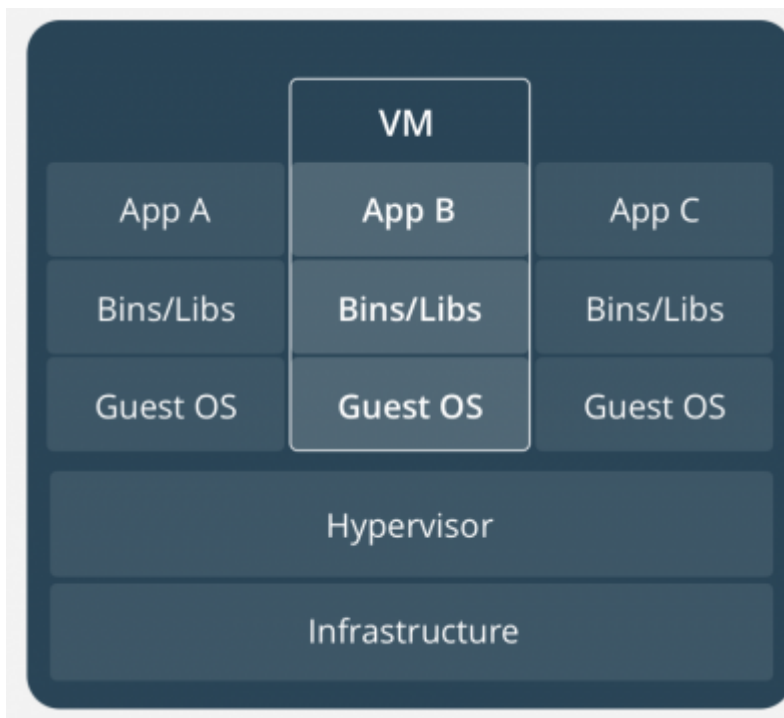 VM
App A
App B
App C
Bins/Libs
Bins/Libs
Bins/Libs
Guest OS
Guest OS
Guest OS
Hypervisor
Infrastructure